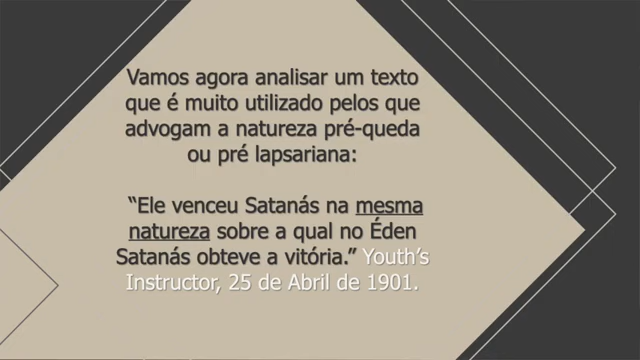 Vamos agora analisar um texto
que é muito utilizado pelos que
advogam a natureza pré-queda
ou pré lapsariana:
“Ele venceu Satanás na mesma
natureza sobre a qual no Éden
Satanás obteve a vitória.” Youth’s
Instructor, 25 de Abril de 1901.